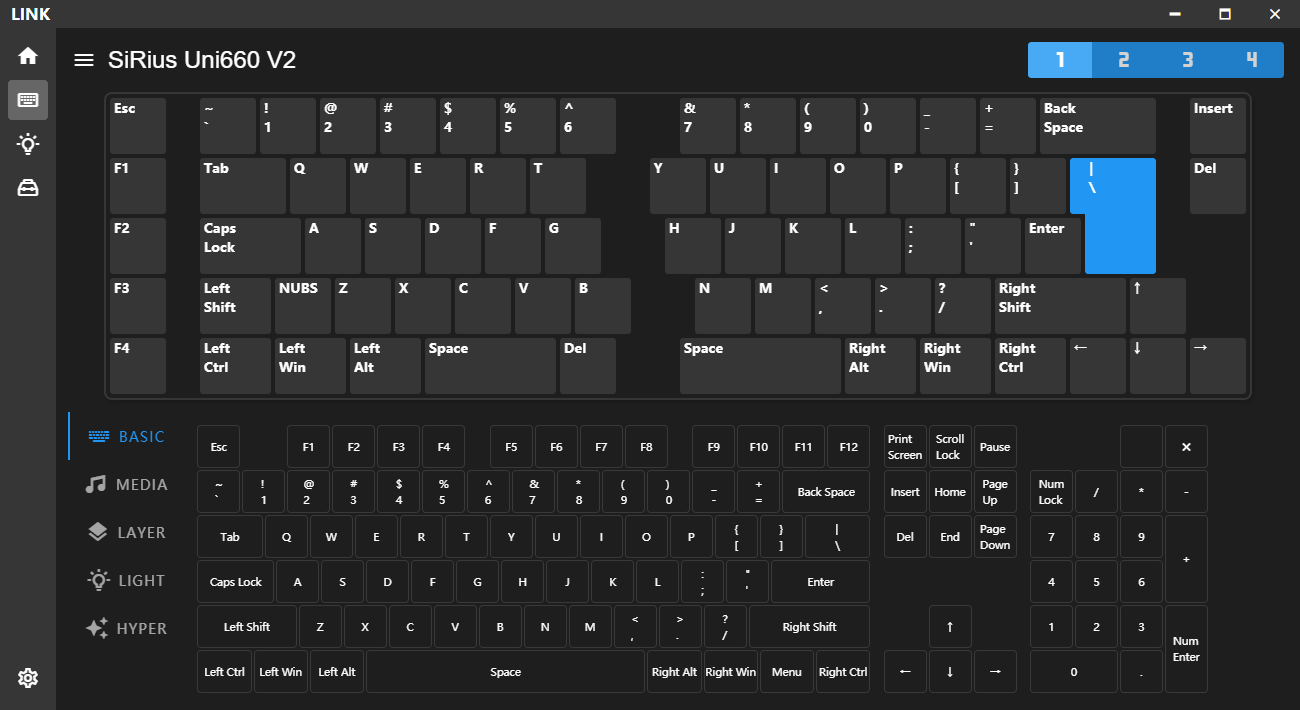 LINK
SiRius Uni660 V2
1 2 3 4
Esc ~ ! @ # $ % ^ & * ( ) _ + Back Insert
` 1 2 3 4 5 6 7 8 9 0 - = Space
F1 Tab Q W E R T Y U I O P { } | Del
[ ] \
F2 Caps A S D F G H J K L : " Enter
Lock ; '
F3 Left NUBS Z X C V B N M < > ? Right ↑
Shift , . / Shift
F4 Left Left Left Space Del Space Right Right Right ← ↓ →
Ctrl Win Alt Alt Win Ctrl
BASIC
MEDIA
LAYER
LIGHT
HYPER
Esc F1 F2 F3 F4 F5 F6 F7 F8 F9 F10 F11 F12 Print Scroll Pause ×
Screen Lock
~ ! @ # $ % ^ & * ( ) _ + Back Space Insert Home Page Num / * -
` 1 2 3 4 5 6 7 8 9 0 - = Up Lock
Tab Q W E R T Y U I O P { } | Del End Page 7 8 9 +
[ ] \ Down
Caps Lock A S D F G H J K L : " Enter 4 5 6
; '
Left Shift Z X C V B N M < > ? Right Shift ↑ 1 2 3 Num
, . / Enter
Left Ctrl Left Win Left Alt Space Right Alt Right Win Menu Right Ctrl ← ↓ → 0 .